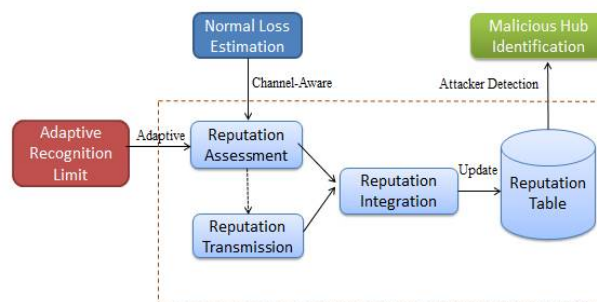 Normal Loss
Estimation
Malicious Hub
Identification
Channel-Aware
Attacker Detection
Adaptive
Recognition
Limit
Adaptive
Reputation
Assessment
Reputation
Transmission
Reputation
Integration
Update
Reputation
Table